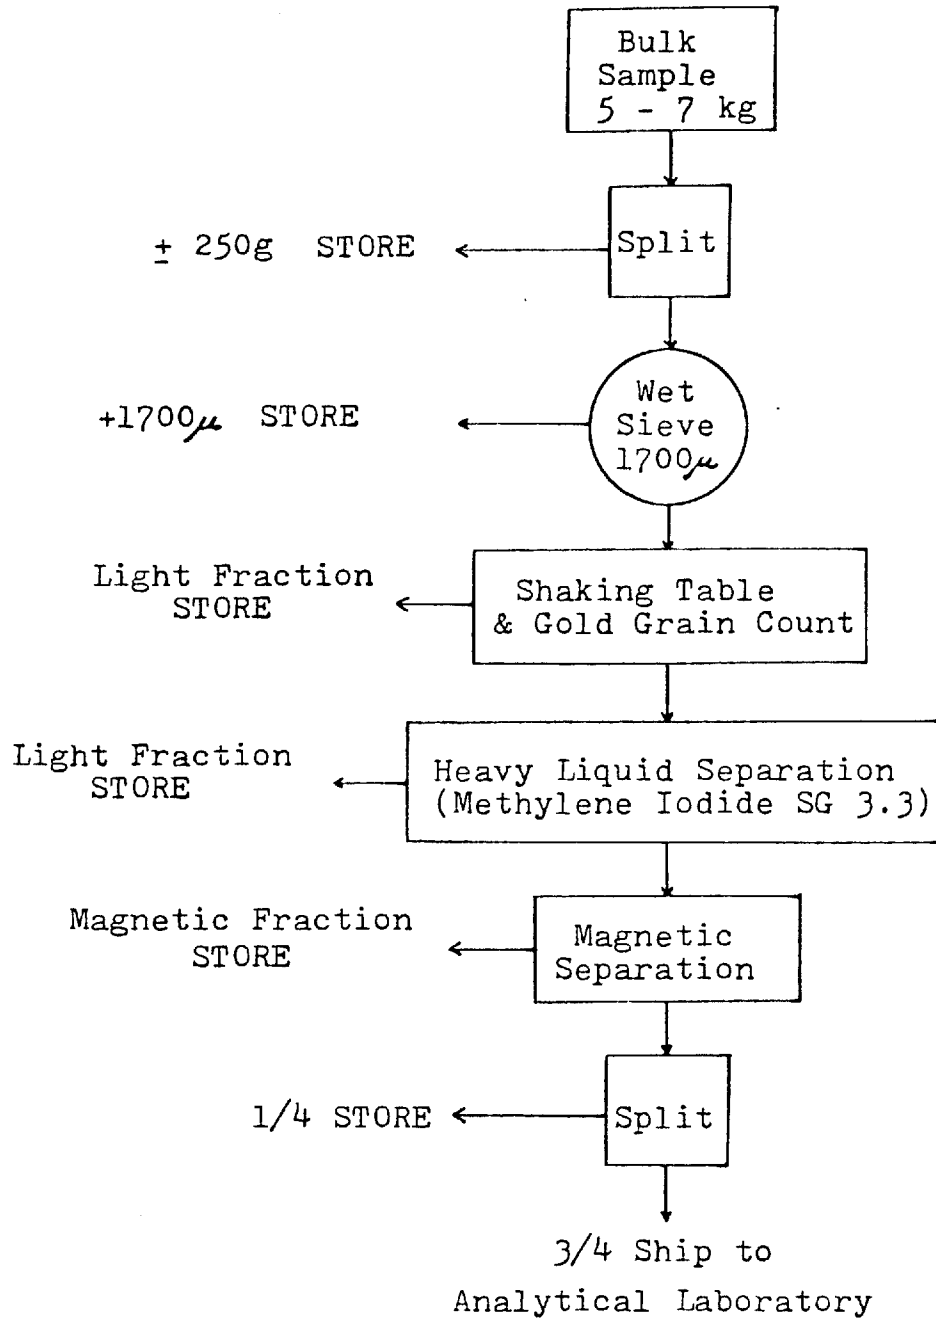 Bulk
Sample
5 - 7 kg
± 250g STORE
Split
+1700μ STORE
Wet
Sieve
1700μ
Light Fraction
STORE
Shaking Table
& Gold Grain Count
Light Fraction
STORE
Heavy Liquid Separation
(Methylene Iodide SG 3.3)
Magnetic Fraction
STORE
Magnetic
Separation
1/4 STORE
Split
3/4 Ship to
Analytical Laboratory